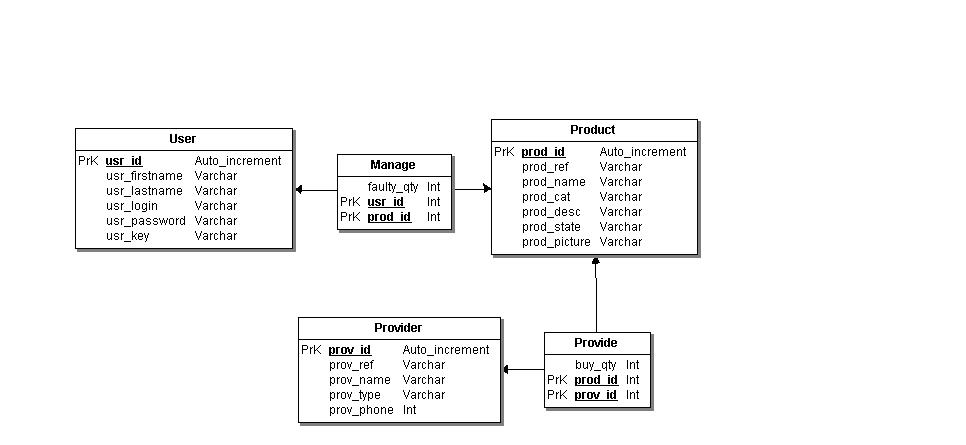 User
PrK usr_id Auto_increment
usr_firstname Varchar
usr_lastname Varchar
usr_login Varchar
usr_password Varchar
usr_key Varchar
Manage
faulty_qty Int
PrK usr_id Int
PrK prod_id Int
Product
PrK prod_id Auto_increment
prod_ref Varchar
prod_name Varchar
prod_cat Varchar
prod_desc Varchar
prod_state Varchar
prod_picture Varchar
Provider
PrK prov_id Auto_increment
prov_ref Varchar
prov_name Varchar
prov_type Varchar
prov_phone Int
Provide
buy_qty Int
PrK prod_id Int
PrK prov_id Int